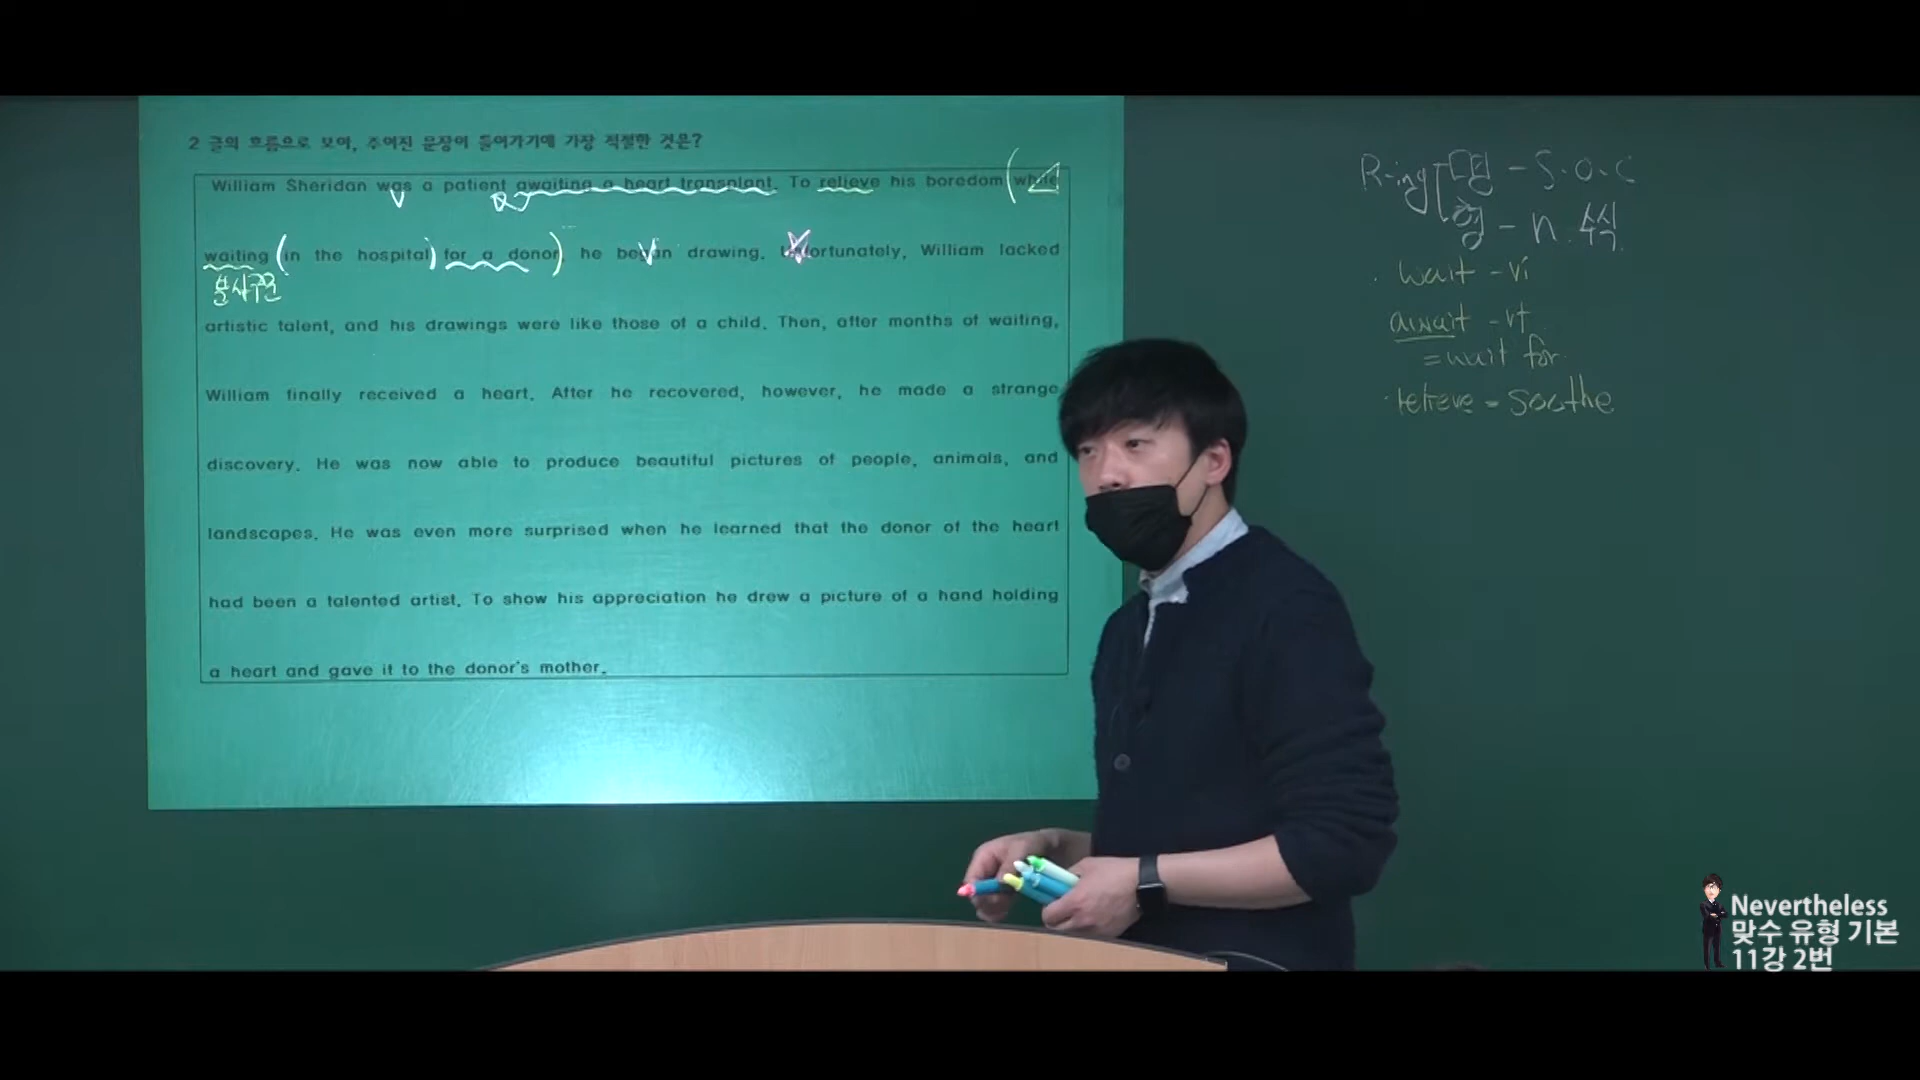 2 글의 흐름으로 보아, 주어진 문장이 들어가기에 가장 적절한 것은?
William Sheridan was a patient awaiting a heart transplant. To relieve his boredom (while
waiting (in the hospital) for a donor) he began drawing. Unfortunately, William lacked
분사구문
artistic talent, and his drawings were like those of a child. Then, after months of waiting,
William finally received a heart. After he recovered, however, he made a strange
discovery. He was now able to produce beautiful pictures of people, animals, and
landscapes. He was even more surprised when he learned that the donor of the heart
had been a talented artist. To show his appreciation he drew a picture of a hand holding
a heart and gave it to the donor's mother.
R-ing 명 - S.O.C
형 - n. 수식
· wait - vi
await - vt
= wait for
· relieve = soothe
Nevertheless
맞수 유형 기본
11강 2번